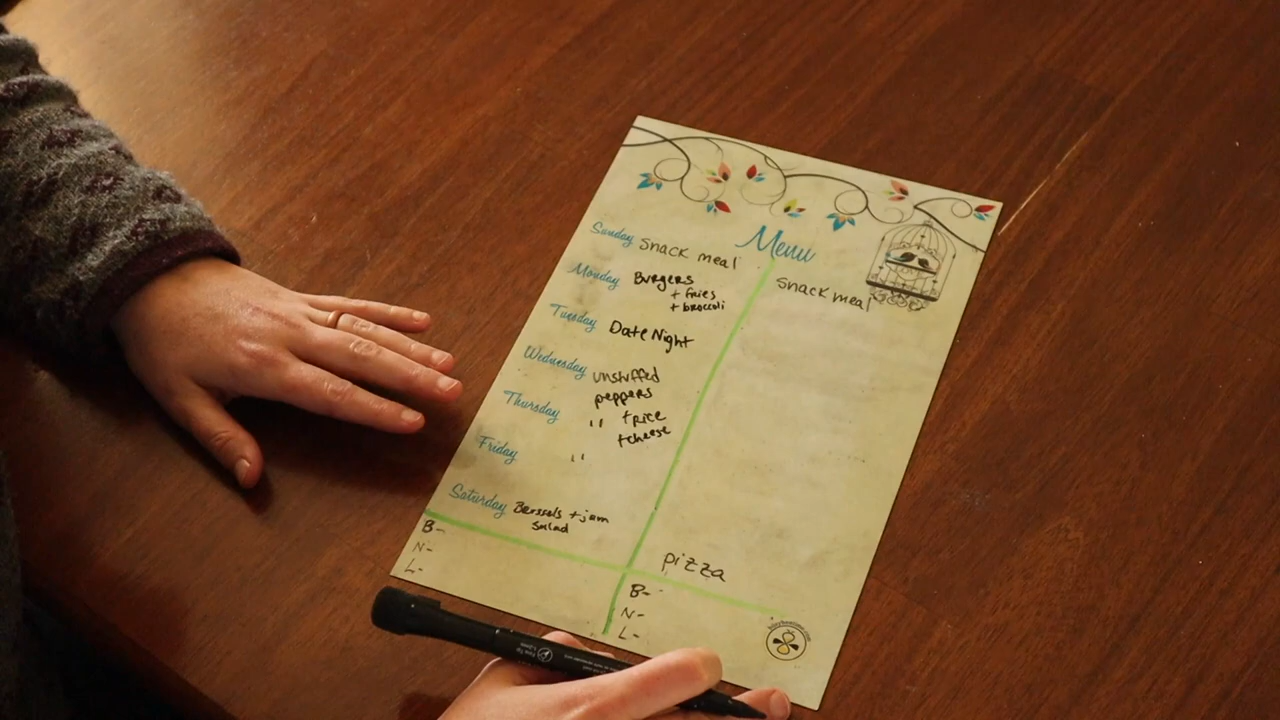 Menu
Sunday snack meal
snack meal
Monday Burgers
+ fries
+ broccoli
Tuesday Date Night
Wednesday unstuffed
peppers
Thursday " + rice
+ cheese
Friday "
Saturday Brussels + jam
salad
pizza
B-
N-
L-
B-
N-
L-